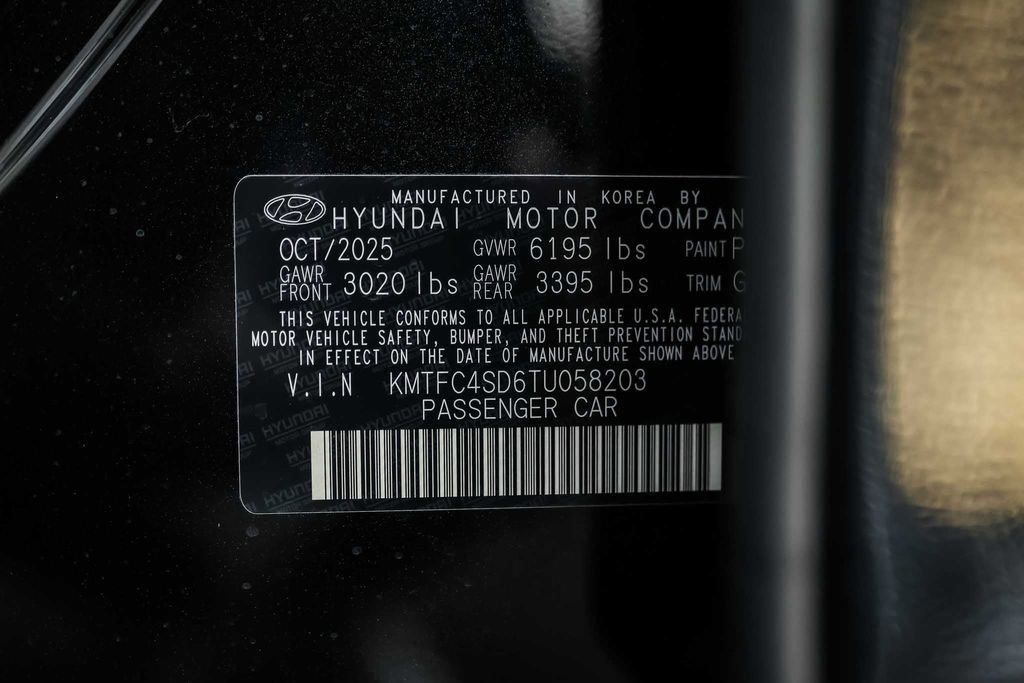 MANUFACTURED IN KOREA BY
HYUNDAI MOTOR COMPAN
OCT/2025 GVWR 6195 lbs PAINT P
GAWR FRONT 3020 lbs GAWR REAR 3395 lbs TRIM G
THIS VEHICLE CONFORMS TO ALL APPLICABLE U.S.A. FEDERA
MOTOR VEHICLE SAFETY, BUMPER, AND THEFT PREVENTION STAND
IN EFFECT ON THE DATE OF MANUFACTURE SHOWN ABOVE
V.I.N KMTFC4SD6TU058203
PASSENGER CAR